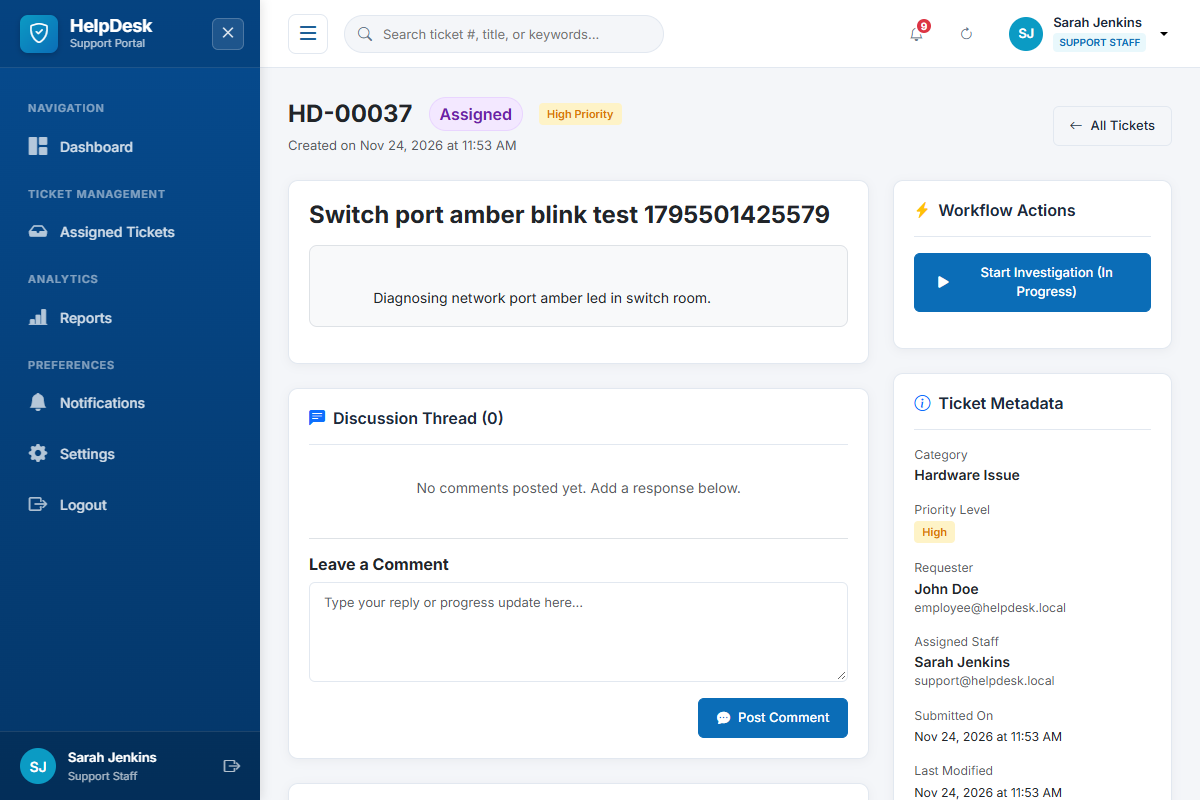 HelpDesk
Support Portal
NAVIGATION
Dashboard
TICKET MANAGEMENT
Assigned Tickets
ANALYTICS
Reports
PREFERENCES
Notifications
Settings
Logout
SJ
Sarah Jenkins
Support Staff
Search ticket #, title, or keywords...
9
SJ
Sarah Jenkins
SUPPORT STAFF
HD-00037
Assigned
High Priority
Created on Nov 24, 2026 at 11:53 AM
← All Tickets
Switch port amber blink test 1795501425579
Diagnosing network port amber led in switch room.
Discussion Thread (0)
No comments posted yet. Add a response below.
Leave a Comment
Type your reply or progress update here...
Post Comment
Workflow Actions
Start Investigation (In
Progress)
Ticket Metadata
Category
Hardware Issue
Priority Level
High
Requester
John Doe
employee@helpdesk.local
Assigned Staff
Sarah Jenkins
support@helpdesk.local
Submitted On
Nov 24, 2026 at 11:53 AM
Last Modified
Nov 24, 2026 at 11:53 AM